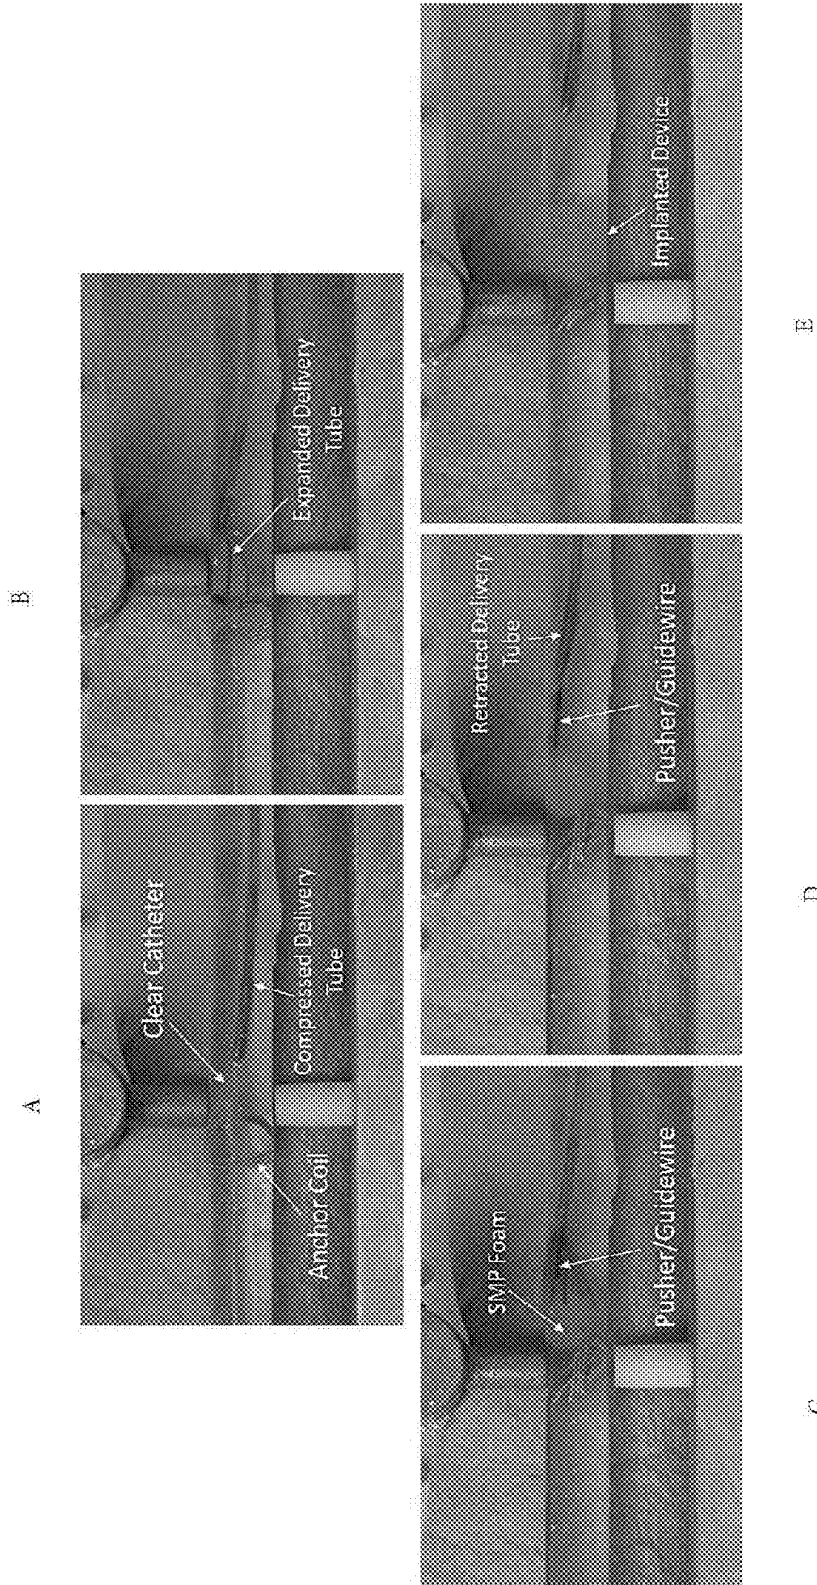 A
Clear Catheter
Anchor Coil
Compressed Delivery
Tube
B
Expanded Delivery
Tube
C
SMP Foam
Pusher/Guidewire
D
Retracted Delivery
Tube
Pusher/Guidewire
E
Implanted Device